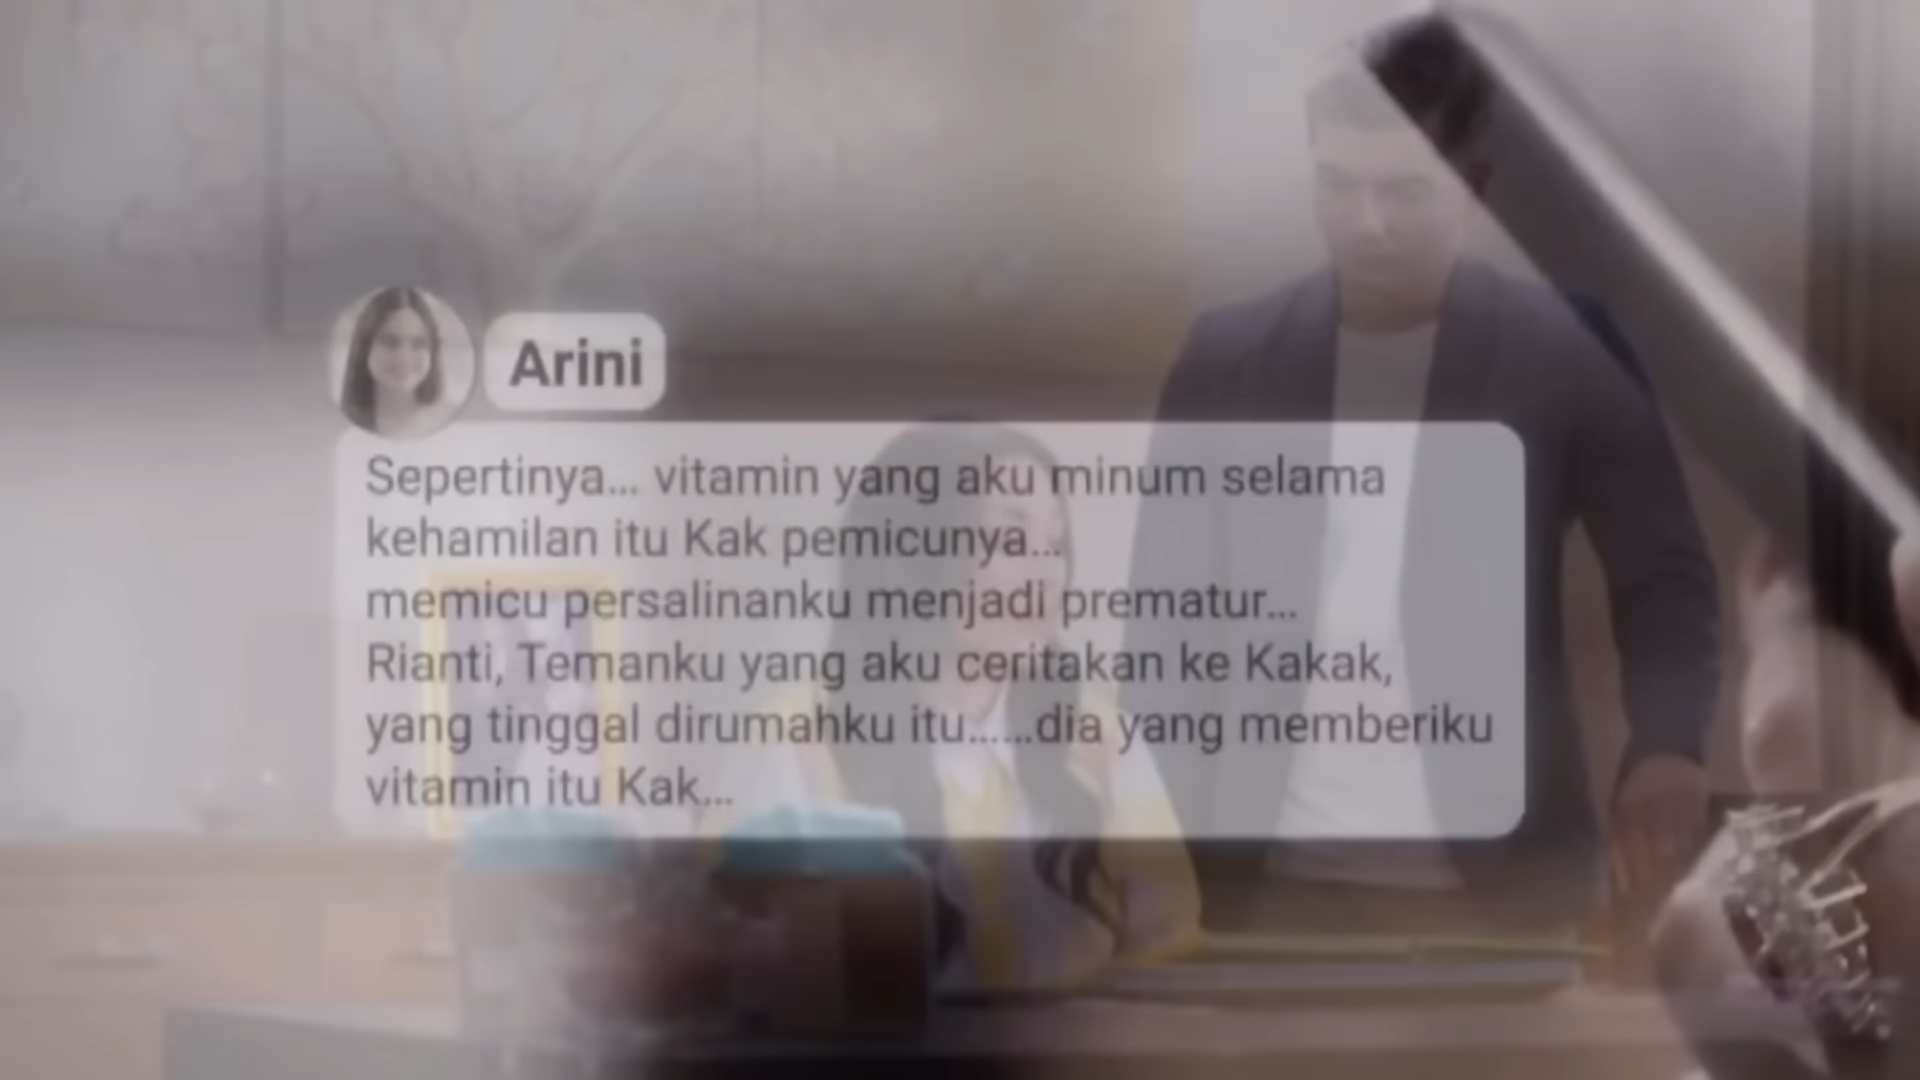 Arini
Sepertinya... vitamin yang aku minum selama
kehamilan itu Kak pemicunya...
memicu persalinanku menjadi prematur...
Rianti, Temanku yang aku ceritakan ke Kakak,
yang tinggal dirumahku itu......dia yang memberiku
vitamin itu Kak...